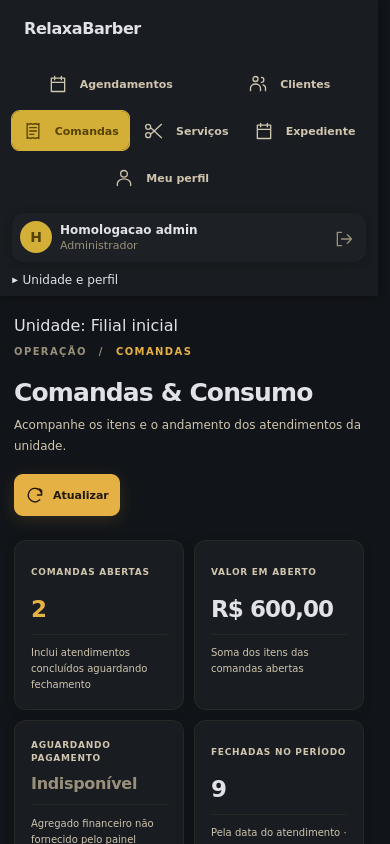 RelaxaBarber
Agendamentos
Clientes
Comandas
Serviços
Expediente
Meu perfil
H
Homologacao admin
Administrador
▸ Unidade e perfil
Unidade: Filial inicial
OPERAÇÃO / COMANDAS
Comandas & Consumo
Acompanhe os itens e o andamento dos atendimentos da
unidade.
Atualizar
COMANDAS ABERTAS
2
Inclui atendimentos
concluídos aguardando
fechamento
VALOR EM ABERTO
R$ 600,00
Soma dos itens das
comandas abertas
AGUARDANDO
PAGAMENTO
Indisponível
Agregado financeiro não
fornecido pelo painel
FECHADAS NO PERÍODO
9
Pela data do atendimento ·